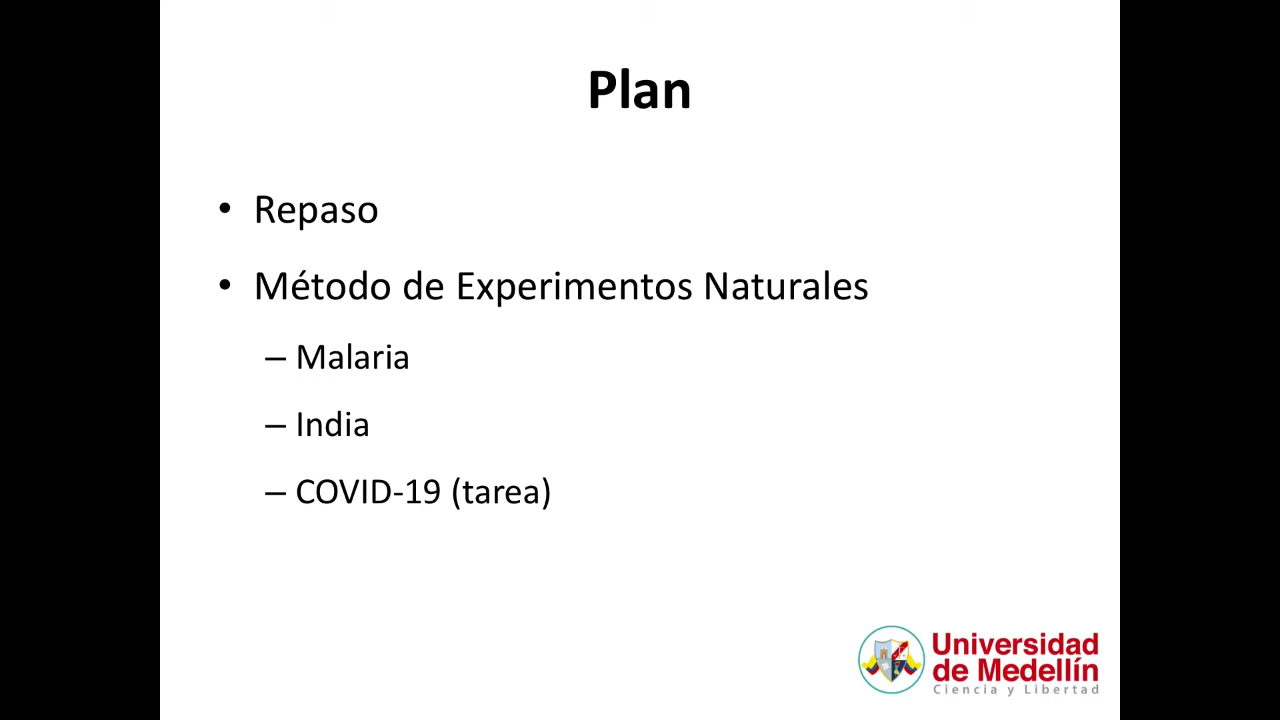 Plan
• Repaso
• Método de Experimentos Naturales
– Malaria
– India
– COVID-19 (tarea)
Universidad
de Medellín
Ciencia y Libertad